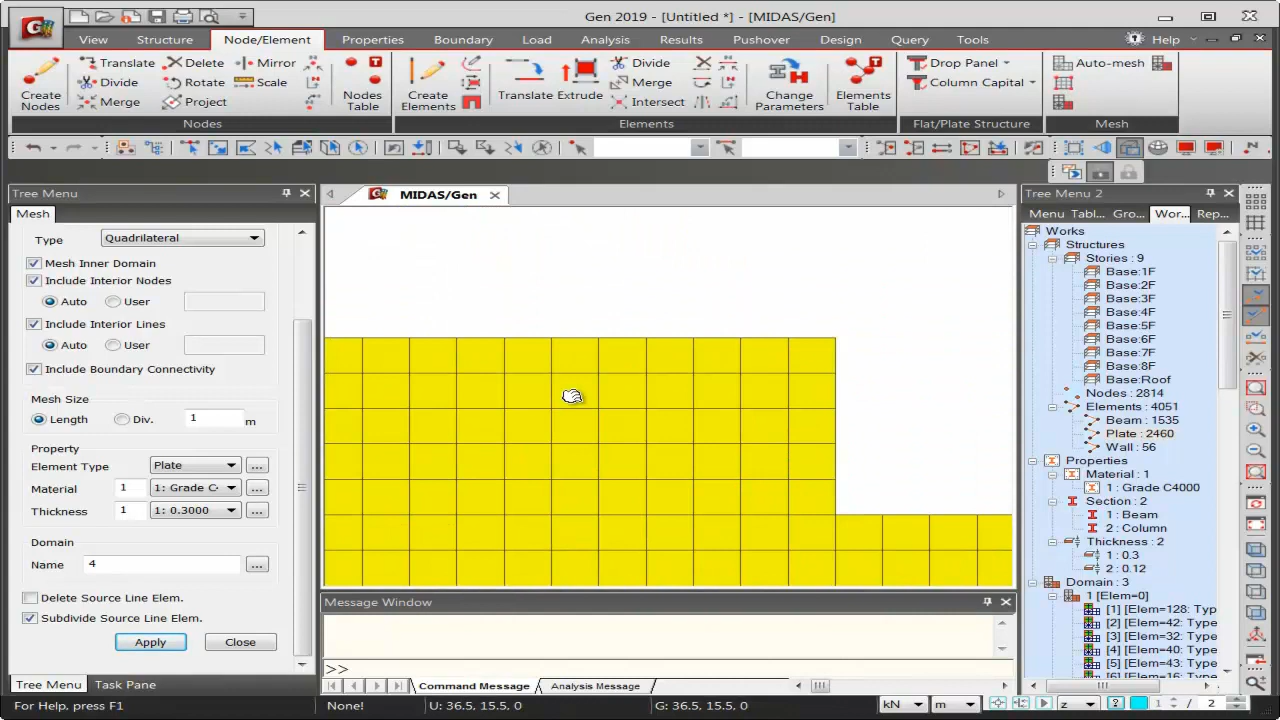 Gen 2019 - [Untitled *] - [MIDAS/Gen]
View Structure Node/Element Properties Boundary Load Analysis Results Pushover Design Query Tools Help
Create Nodes
Translate Delete Mirror
Divide Rotate Scale
Merge Project
Nodes Table
Create Elements
Translate
Extrude
Divide
Merge
Intersect
Change Parameters
Elements Table
Drop Panel
Column Capital
Auto-mesh
Nodes Elements Flat/Plate Structure Mesh
Tree Menu
Mesh
Type Quadrilateral
Mesh Inner Domain
Include Interior Nodes
Auto User
Include Interior Lines
Auto User
Include Boundary Connectivity
Mesh Size
Length Div. 1 m
Property
Element Type Plate ...
Material 1 1: Grade C ...
Thickness 1 1: 0.3000 ...
Domain
Name 4 ...
Delete Source Line Elem.
Subdivide Source Line Elem.
Apply Close
Tree Menu Task Pane
MIDAS/Gen
Message Window
>>
Command Message Analysis Message
Tree Menu 2
Menu Tabl... Gro... Wor... Rep...
Works
Structures
Stories : 9
Base:1F
Base:2F
Base:3F
Base:4F
Base:5F
Base:6F
Base:7F
Base:8F
Base:Roof
Nodes : 2814
Elements : 4051
Beam : 1535
Plate : 2460
Wall : 56
Properties
Material : 1
1 : Grade C4000
Section : 2
1 : Beam
2 : Column
Thickness : 2
1 : 0.3
2 : 0.12
Domain : 3
1 [Elem=0]
[1] [Elem=128: Typ
[2] [Elem=42: Type
[3] [Elem=32: Type
[4] [Elem=40: Type
[5] [Elem=43: Type
[6] [Elem=16: Type
For Help, press F1 None! U: 36.5, 15.5, 0 G: 36.5, 15.5, 0 kN m z ? 1 / 2